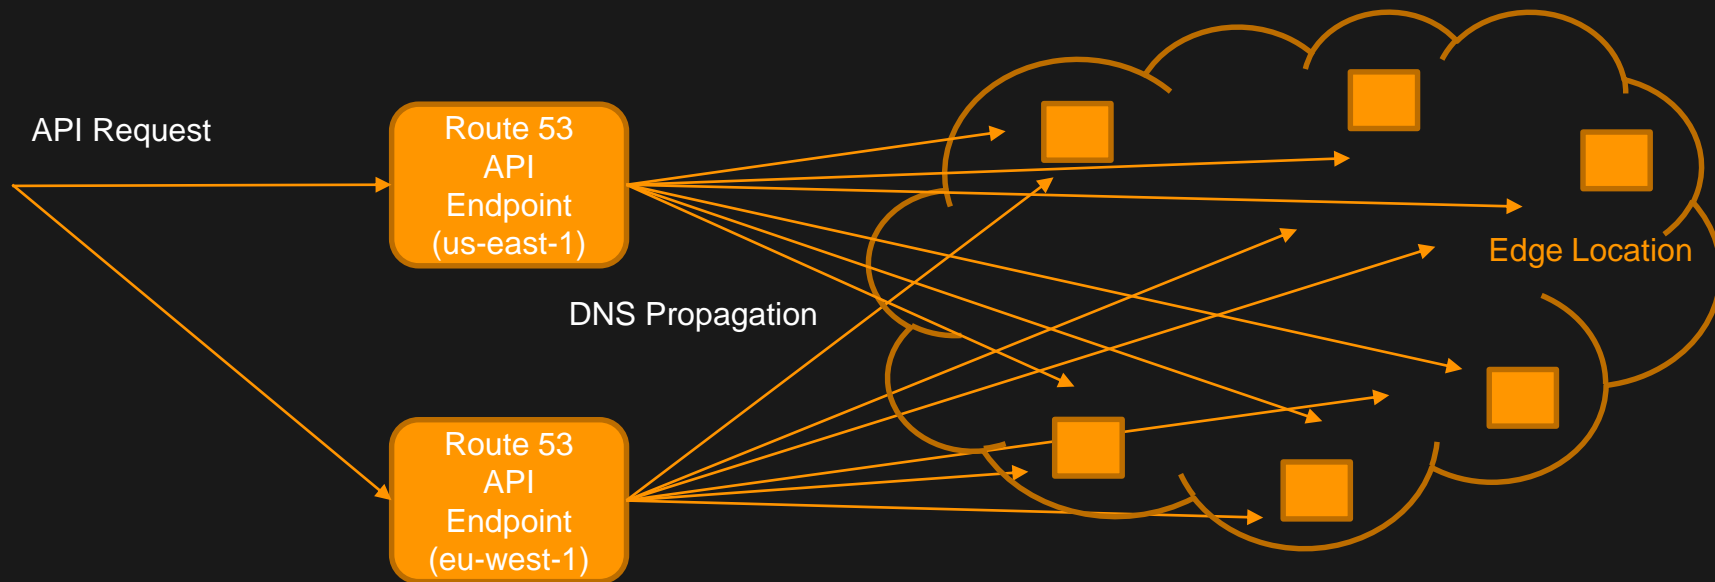 API Request
Route 53
API
Endpoint
(us-east-1)
Edge Location
DNS Propagation
Route 53
API
Endpoint
(eu-west-1)